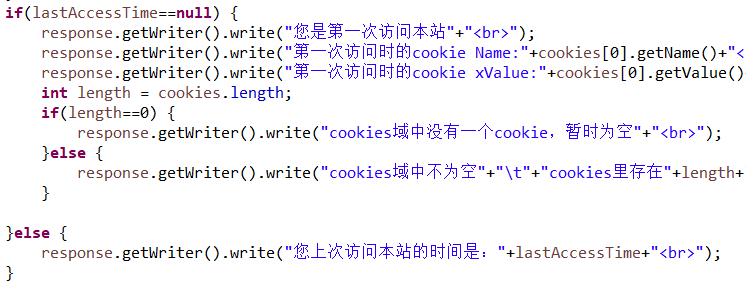 if(lastAccessTime==null) {
    response.getWriter().write("您是第一次访问本站"+"<br>");
    response.getWriter().write("第一次访问时的cookie Name:"+cookies[0].getName()+"<
    response.getWriter().write("第一次访问时的cookie xValue:"+cookies[0].getValue()
    int length = cookies.length;
    if(length==0) {
        response.getWriter().write("cookies域中没有一个cookie，暂时为空"+"<br>");
    }else {
        response.getWriter().write("cookies域中不为空"+"\t"+"cookies里存在"+length+
    }
}else {
    response.getWriter().write("您上次访问本站的时间是："+lastAccessTime+"<br>");
}